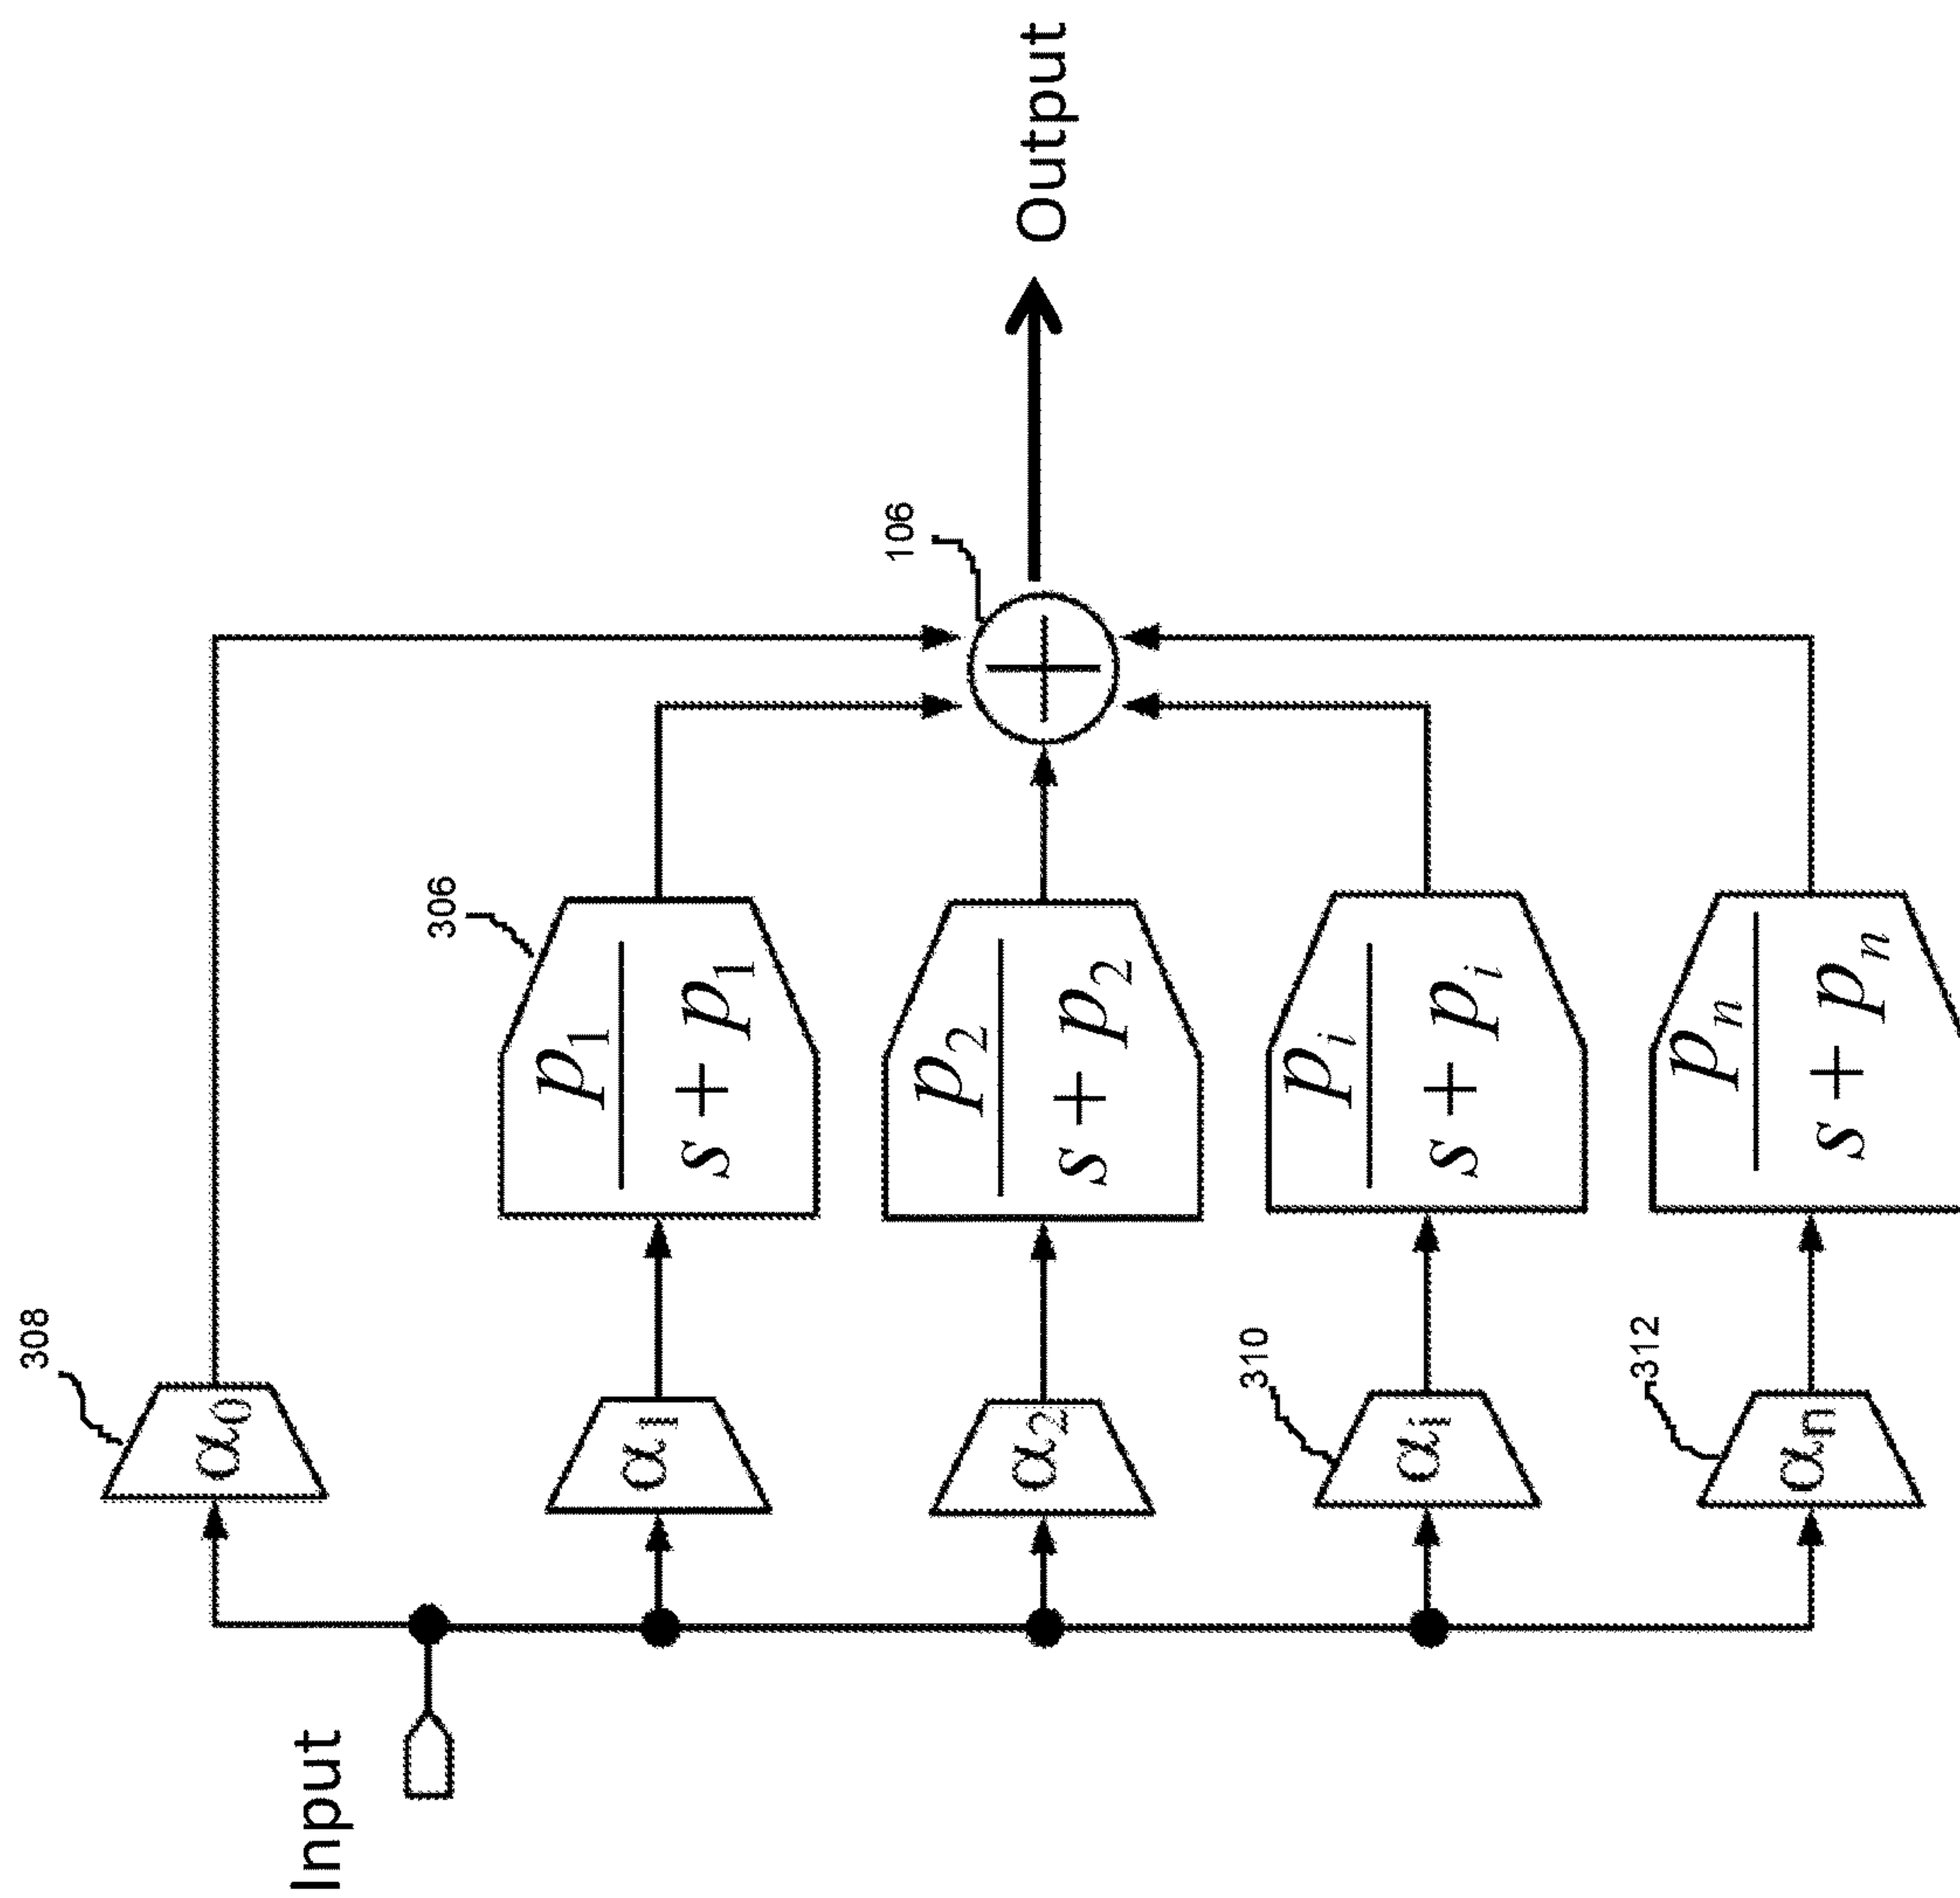 Input
308
α0
α1
306
p1
s + p1
α2
p2
s + p2
106
Output
310
αi
pi
s + pi
312
αn
pn
s + pn